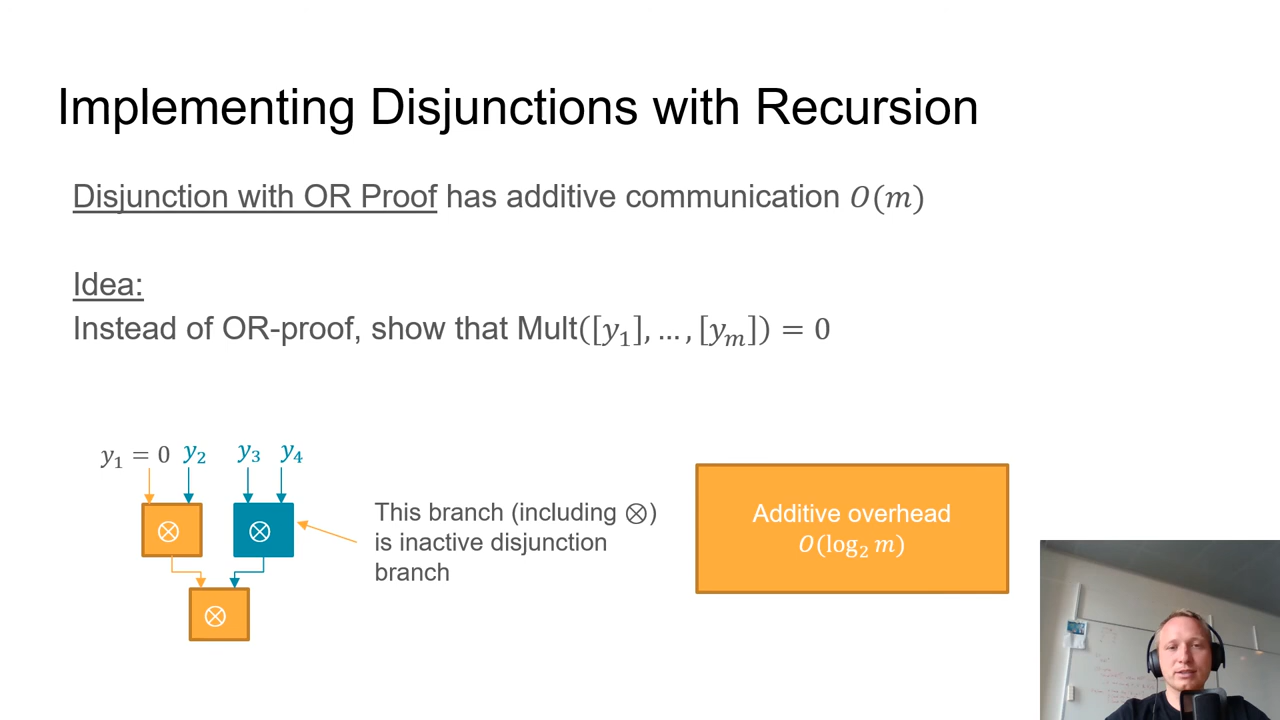 Implementing Disjunctions with Recursion
Disjunction with OR Proof has additive communication O(m)
Idea:
Instead of OR-proof, show that Mult([y₁], … , [yₘ]) = 0
y₁ = 0 y₂ y₃ y₄
⊗ ⊗
⊗
This branch (including ⊗)
is inactive disjunction
branch
Additive overhead
O(log₂ m)